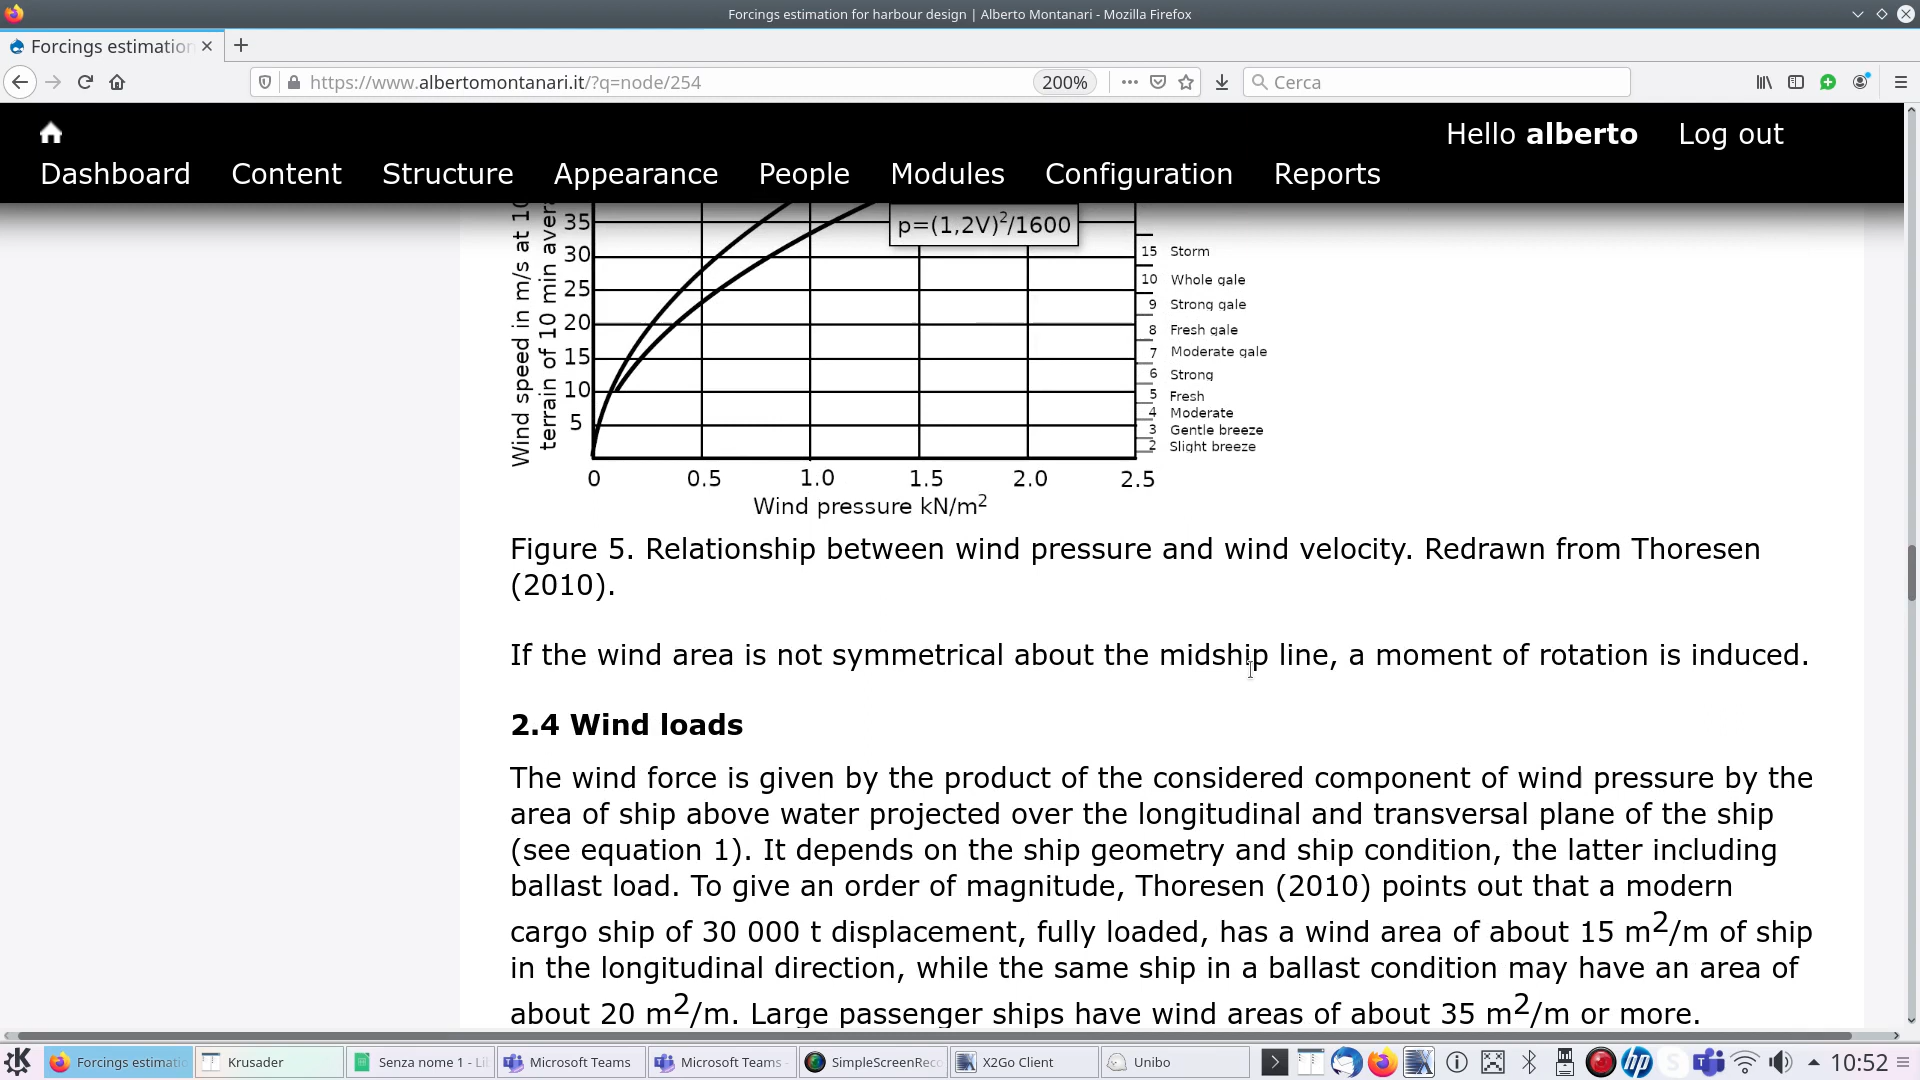 Forcings estimation for harbour design | Alberto Montanari - Mozilla Firefox
Forcings estimation
https://www.albertomontanari.it/?q=node/254
200%
Cerca
Hello alberto Log out
Dashboard Content Structure Appearance People Modules Configuration Reports
Wind speed in m/s at 10
terrain of 10 min avera
p=(1,2V)²/1600
35
30
25
20
15
10
5
15 Storm
10 Whole gale
9 Strong gale
8 Fresh gale
7 Moderate gale
6 Strong
5 Fresh
4 Moderate
3 Gentle breeze
2 Slight breeze
0 0.5 1.0 1.5 2.0 2.5
Wind pressure kN/m²
Figure 5. Relationship between wind pressure and wind velocity. Redrawn from Thoresen
(2010).
If the wind area is not symmetrical about the midship line, a moment of rotation is induced.
2.4 Wind loads
The wind force is given by the product of the considered component of wind pressure by the
area of ship above water projected over the longitudinal and transversal plane of the ship
(see equation 1). It depends on the ship geometry and ship condition, the latter including
ballast load. To give an order of magnitude, Thoresen (2010) points out that a modern
cargo ship of 30 000 t displacement, fully loaded, has a wind area of about 15 m²/m of ship
in the longitudinal direction, while the same ship in a ballast condition may have an area of
about 20 m²/m. Large passenger ships have wind areas of about 35 m²/m or more.
Forcings estimatio Krusader Senza nome 1 - Li Microsoft Teams Microsoft Teams - SimpleScreenReco X2Go Client Unibo 10:52